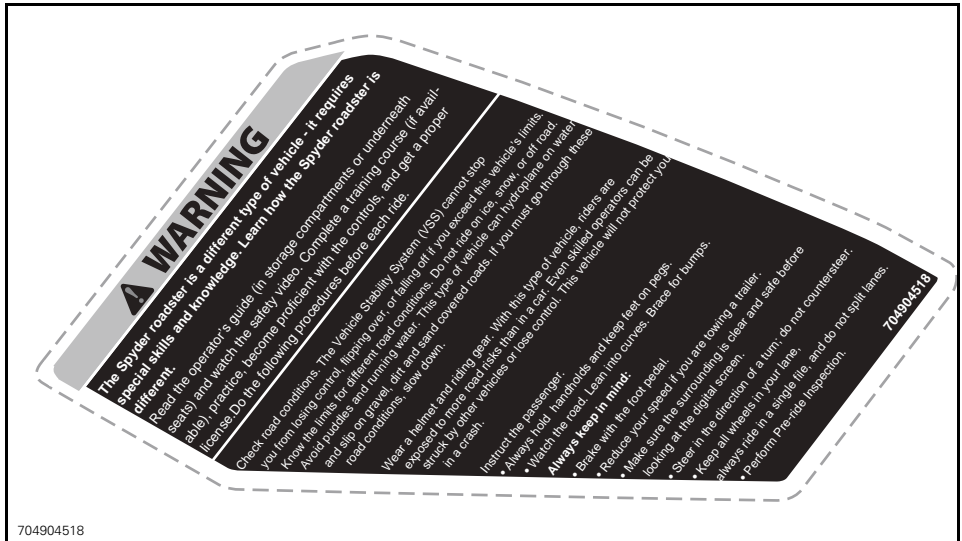 WARNING
The Spyder roadster is a different type of vehicle - it requires
special skills and knowledge. Learn how the Spyder roadster is
different.
Read the operator's guide (in storage compartments or underneath
seats) and watch the safety video. Complete a training course (if avail-
able), practice, become proficient with the controls, and get a proper
license.Do the following procedures before each ride.
Check road conditions. The Vehicle Stability System (VSS) cannot stop
you from losing control, flipping over, or falling off if you exceed this vehicle's limits.
Know the limits for different road conditions. Do not ride on ice, snow, or off road.
Avoid puddles and running water. This type of vehicle can hydroplane on water
and slip on gravel, dirt and sand covered roads. If you must go through these
road conditions, slow down.
Wear a helmet and riding gear. With this type of vehicle, riders are
exposed to more road risks than in a car. Even skilled operators can be
struck by other vehicles or lose control. This vehicle will not protect you
in a crash.
Instruct the passenger.
• Always hold handholds and keep feet on pegs.
• Watch the road. Lean into curves. Brace for bumps.
Always keep in mind:
• Brake with the foot pedal.
• Reduce your speed if you are towing a trailer.
• Make sure the surrounding is clear and safe before
looking at the digital screen.
• Steer in the direction of a turn: do not countersteer.
• Keep all wheels in your lane,
always ride in a single file, and do not split lanes.
• Perform Pre-ride Inspection.
704904518
704904518